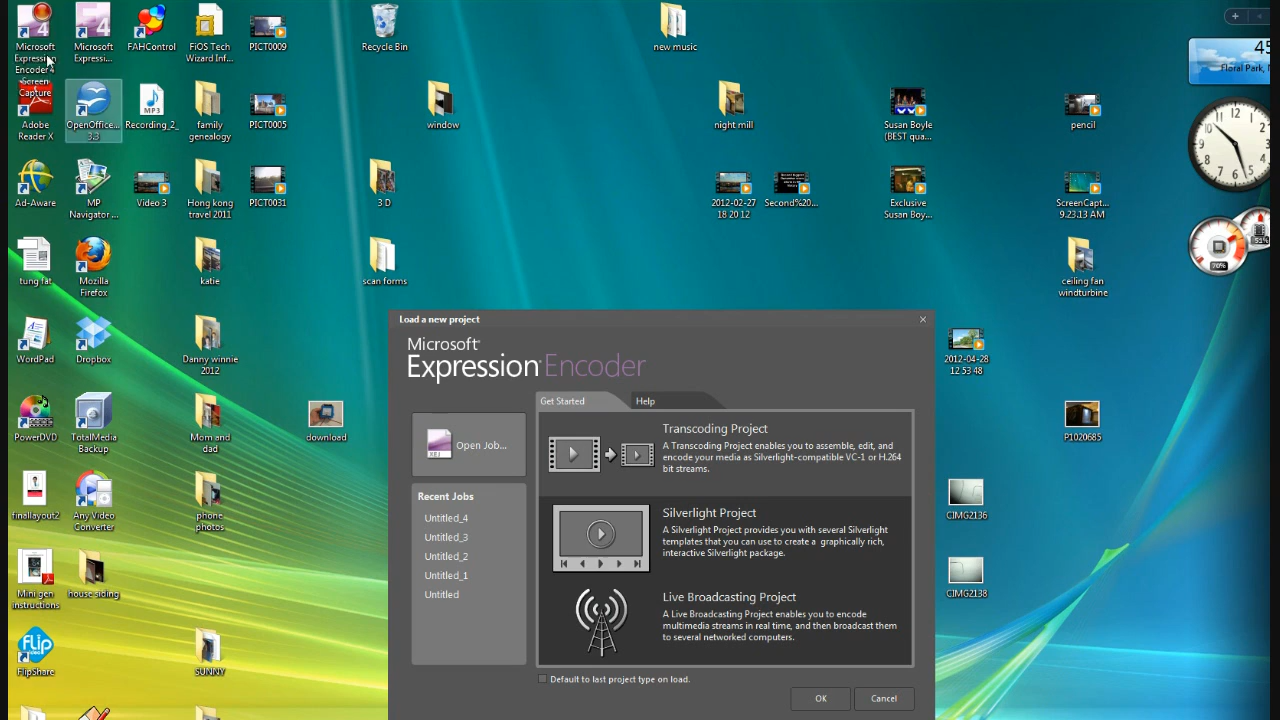 Microsoft
Expression
Encoder 4
Screen
Capture
Microsoft
Expressi...
FAHControl
FiOS Tech
Wizard Inf...
PICT0009
Recycle Bin
new music
45
Floral Park,
Adobe
Reader X
OpenOffice...
3.3
MP3
Recording_2_
family
genealogy
PICT0005
window
night mill
Susan Boyle
(BEST qua...
pencil
Ad-Aware
MP
Navigator ...
Video 3
Hong kong
travel 2011
PICT0031
3 D
2012-02-27
18 20 12
Second%20...
Exclusive
Susan Boy...
ScreenCapt...
9.23.13 AM
51%
76%
tung fat
Mozilla
Firefox
katie
scan forms
ceiling fan
windturbine
WordPad
Dropbox
Danny winnie
2012
2012-04-28
12 53 48
PowerDVD
TotalMedia
Backup
Mom and
dad
download
P1020685
finallayout2
Any Video
Converter
phone
photos
CIMG2136
Mini gen
instructions
house siding
CIMG2138
flip
FlipShare
SUNNY
Load a new project
Microsoft
Expression Encoder
Get Started
Help
XEJ
Open Job...
Recent Jobs
Untitled_4
Untitled_3
Untitled_2
Untitled_1
Untitled
Transcoding Project
A Transcoding Project enables you to assemble, edit, and
encode your media as Silverlight-compatible VC-1 or H.264
bit streams.
Silverlight Project
A Silverlight Project provides you with several Silverlight
templates that you can use to create a graphically rich,
interactive Silverlight package.
Live Broadcasting Project
A Live Broadcasting Project enables you to encode
multimedia streams in real time, and then broadcast them
to several networked computers.
Default to last project type on load.
OK
Cancel